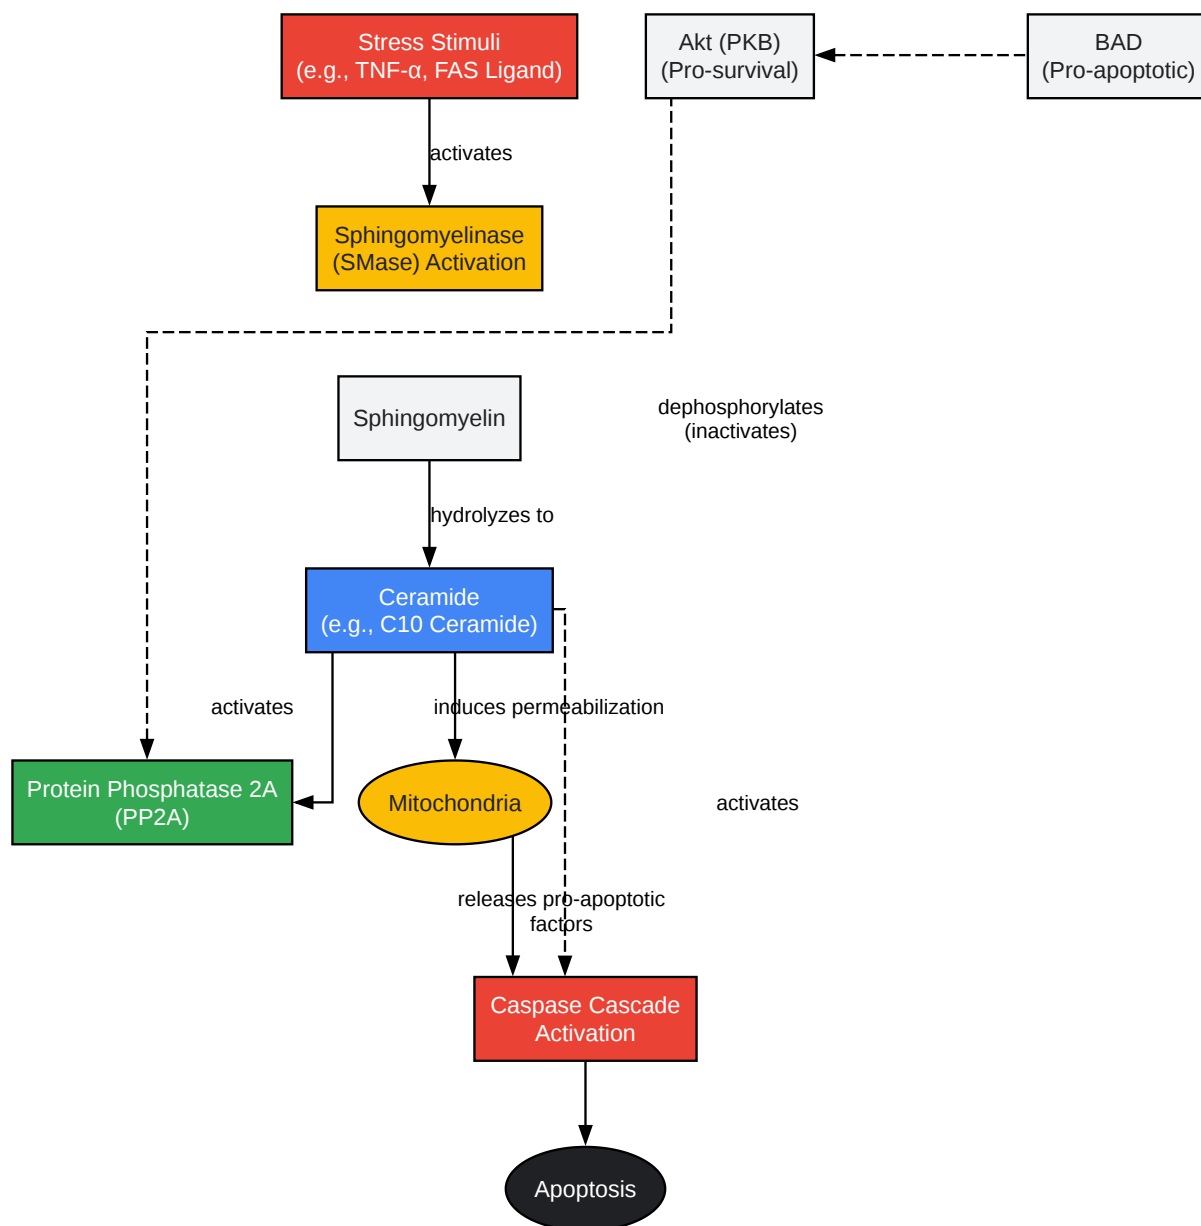 Stress Stimuli
(e.g., TNF-α, FAS Ligand)
Akt (PKB)
(Pro-survival)
BAD
(Pro-apoptotic)
activates
Sphingomyelinase
(SMase) Activation
Sphingomyelin
dephosphorylates
(inactivates)
hydrolyzes to
Ceramide
(e.g., C10 Ceramide)
activates
induces permeabilization
Protein Phosphatase 2A
(PP2A)
Mitochondria
activates
releases pro-apoptotic
factors
Caspase Cascade
Activation
Apoptosis